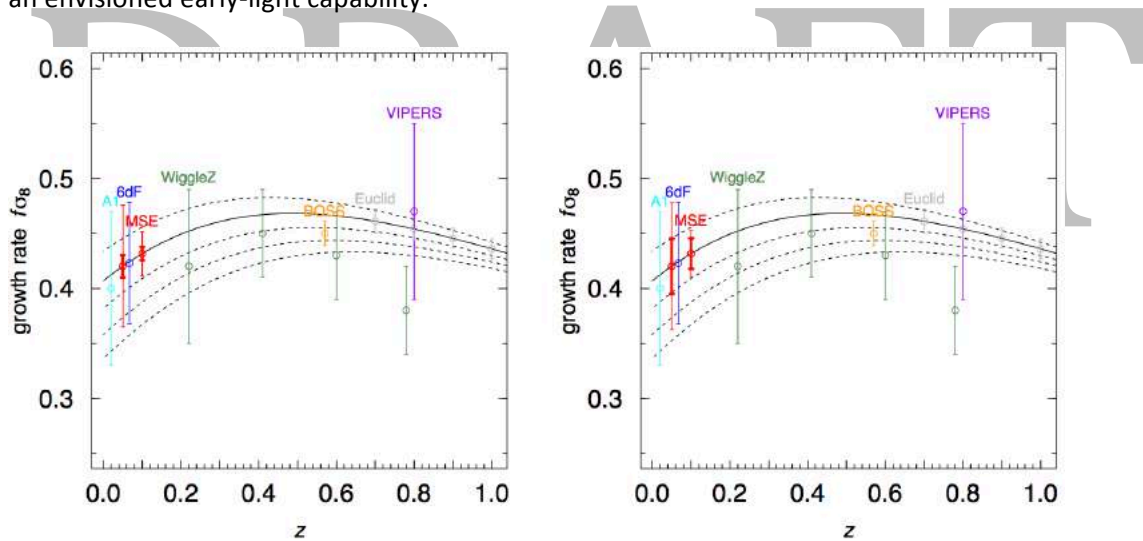 an envisioned early-light capability.
DRAFT
0.6
0.5
0.4
0.3
growth rate fσ8
A1
6dF
MSE
WiggleZ
BOSS
Euclid
VIPERS
0.0 0.2 0.4 0.6 0.8 1.0
z
0.6
0.5
0.4
0.3
growth rate fσ8
A1
6dF
MSE
WiggleZ
BOSS
Euclid
VIPERS
0.0 0.2 0.4 0.6 0.8 1.0
z